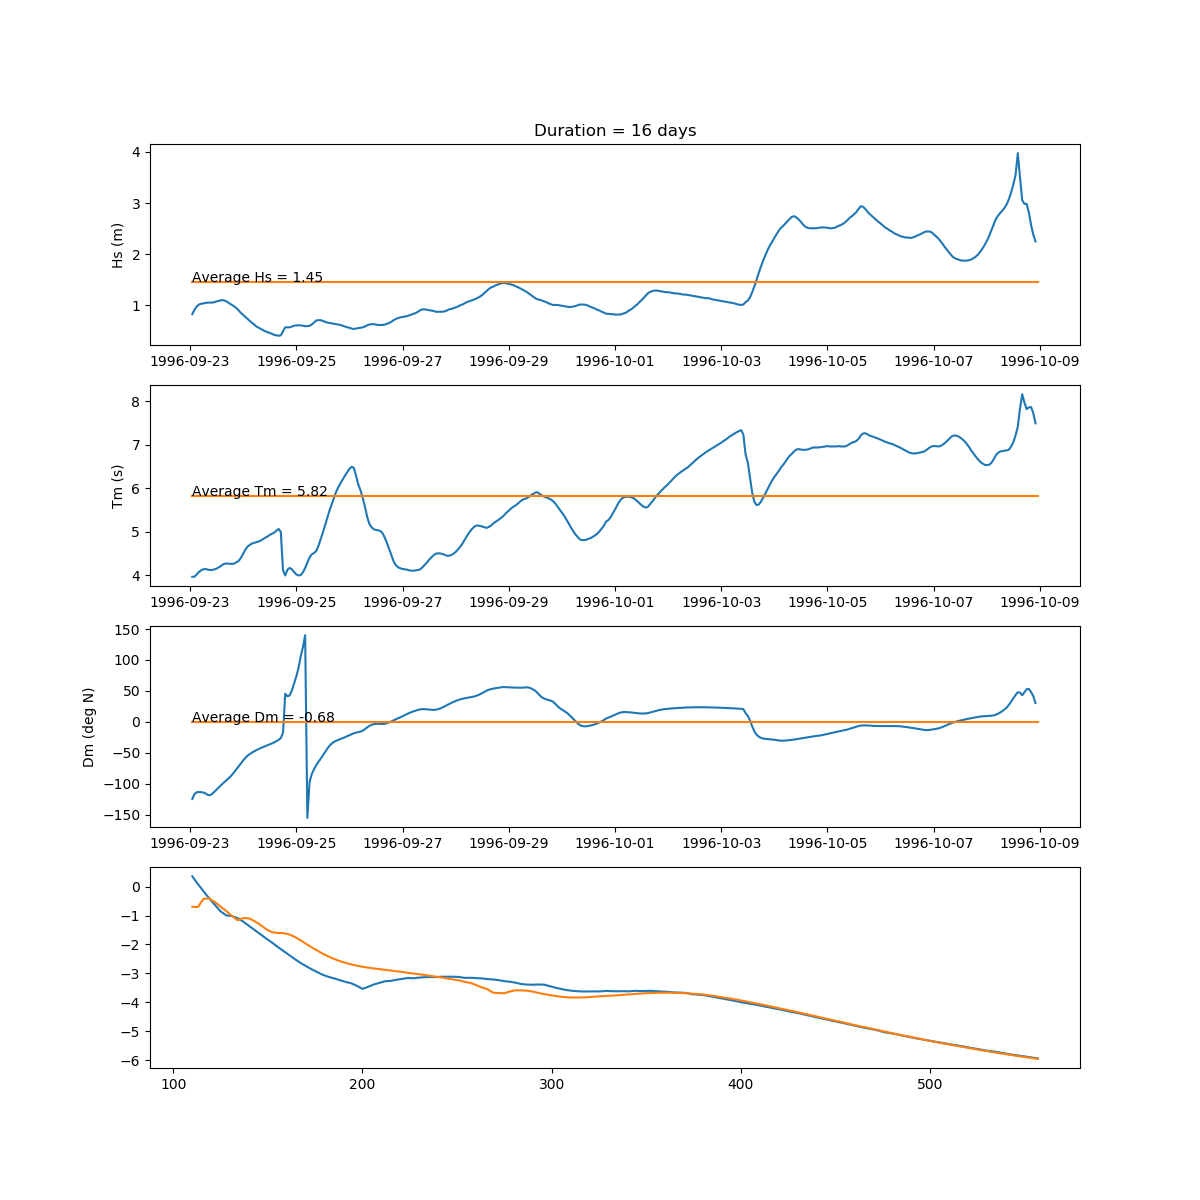 Duration = 16 days
4
3
2
1
Hs (m)
Average Hs = 1.45
1996-09-23 1996-09-25 1996-09-27 1996-09-29 1996-10-01 1996-10-03 1996-10-05 1996-10-07 1996-10-09
8
7
6
5
4
Tm (s)
Average Tm = 5.82
1996-09-23 1996-09-25 1996-09-27 1996-09-29 1996-10-01 1996-10-03 1996-10-05 1996-10-07 1996-10-09
150
100
50
0
−50
−100
−150
Dm (deg N)
Average Dm = -0.68
1996-09-23 1996-09-25 1996-09-27 1996-09-29 1996-10-01 1996-10-03 1996-10-05 1996-10-07 1996-10-09
0
−1
−2
−3
−4
−5
−6
100 200 300 400 500